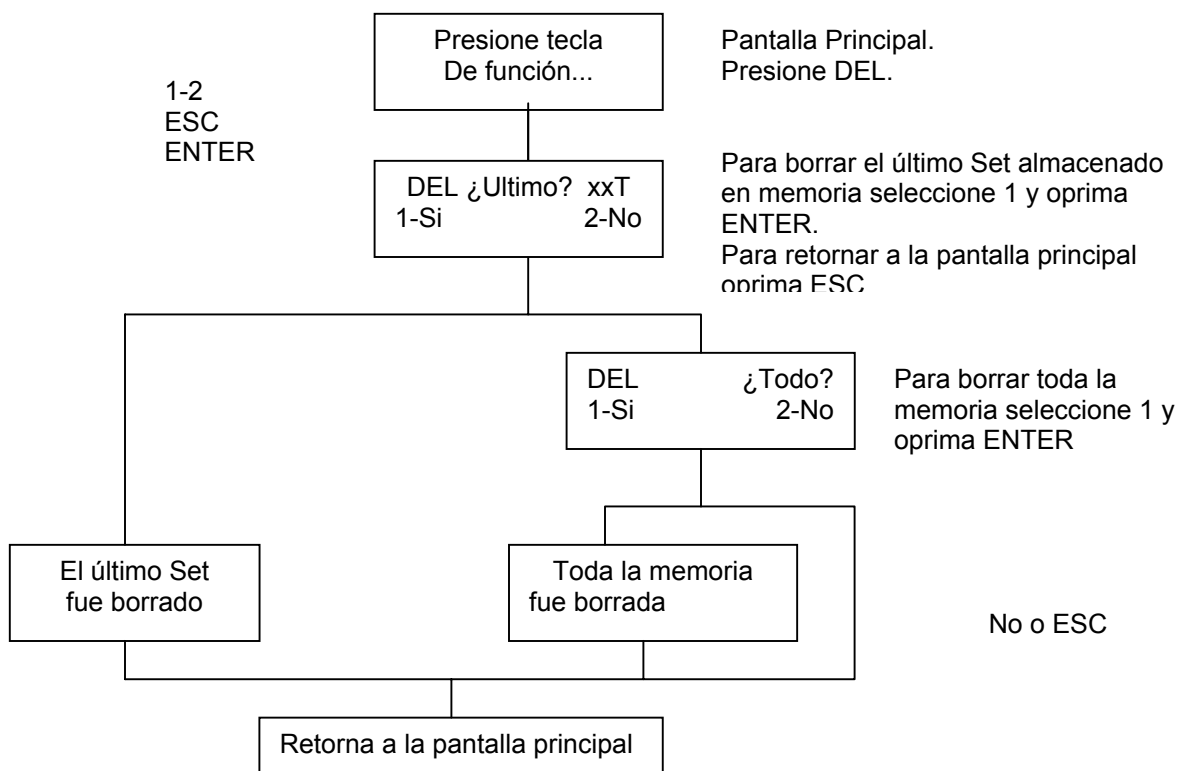 Presione tecla
De función...
Pantalla Principal.
Presione DEL.
1-2
ESC
ENTER
DEL ¿Ultimo? xxT
1-Si 2-No
Para borrar el último Set almacenado
en memoria seleccione 1 y oprima
ENTER.
Para retornar a la pantalla principal
oprima ESC
DEL ¿Todo?
1-Si 2-No
Para borrar toda la
memoria seleccione 1 y
oprima ENTER
El último Set
fue borrado
Toda la memoria
fue borrada
No o ESC
Retorna a la pantalla principal